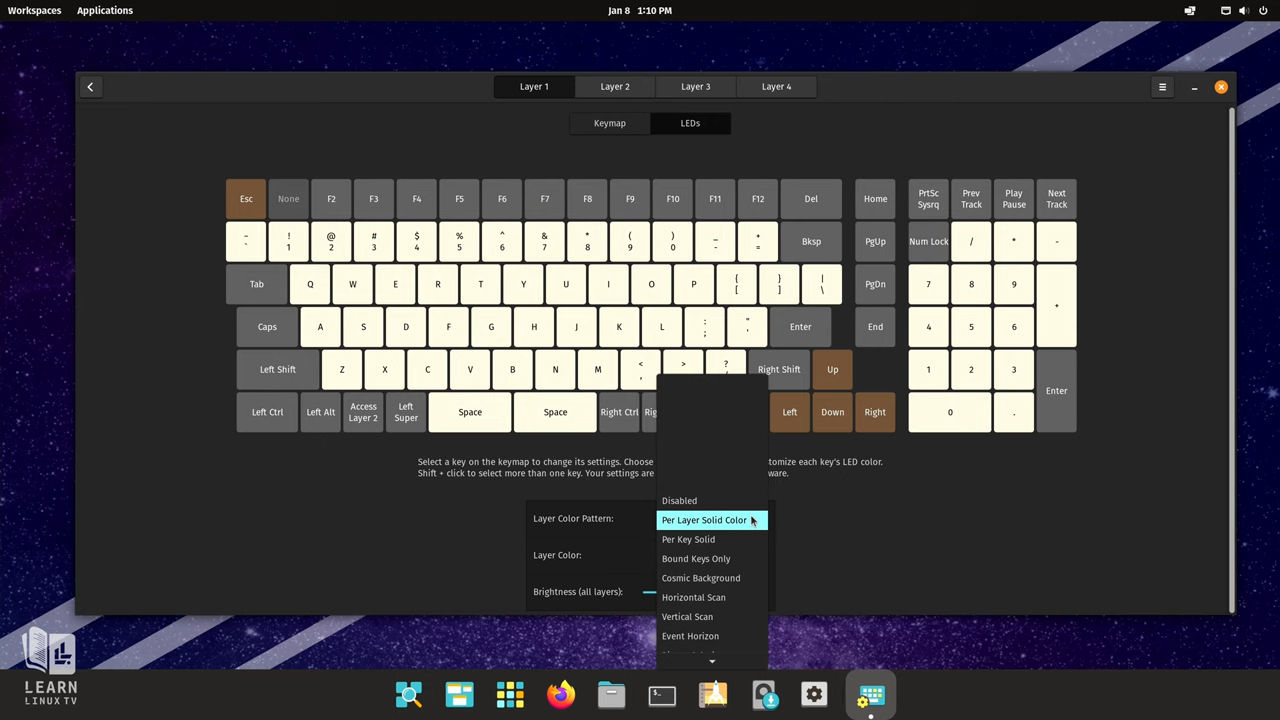 Workspaces Applications Jan 8 1:10 PM
Layer 1 Layer 2 Layer 3 Layer 4
Keymap LEDs
Esc None F2 F3 F4 F5 F6 F7 F8 F9 F10 F11 F12 Del Home PrtSc Sysrq Prev Track Play Pause Next Track
~ ` ! 1 @ 2 # 3 $ 4 % 5 ^ 6 & 7 * 8 ( 9 ) 0 _ - + = Bksp PgUp Num Lock / * -
Tab Q W E R T Y U I O P { [ } ] | \ PgDn 7 8 9 +
Caps A S D F G H J K L : ; " ' Enter End 4 5 6
Left Shift Z X C V B N M < , > ? Right Shift Up 1 2 3 Enter
Left Ctrl Left Alt Access Layer 2 Left Super Space Space Right Ctrl Left Down Right 0 .
Select a key on the keymap to change its settings. Choose
customize each key's LED color.
Shift + click to select more than one key. Your settings are
Layer Color Pattern:
Layer Color:
Brightness (all layers):
Disabled
Per Layer Solid Color
Per Key Solid
Bound Keys Only
Cosmic Background
Horizontal Scan
Vertical Scan
Event Horizon
LEARN
LINUX TV